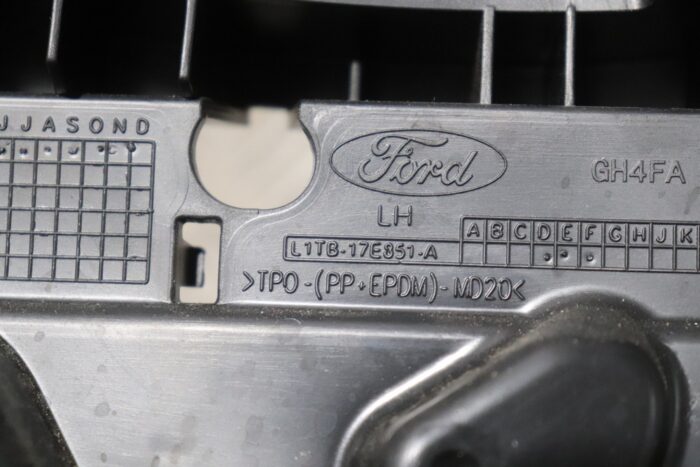 JJASOND
Ford
GH4FA
LH
L1TB-17E851-A
ABCDEFGHJK
>TPO-(PP+EPDM)-MD20<